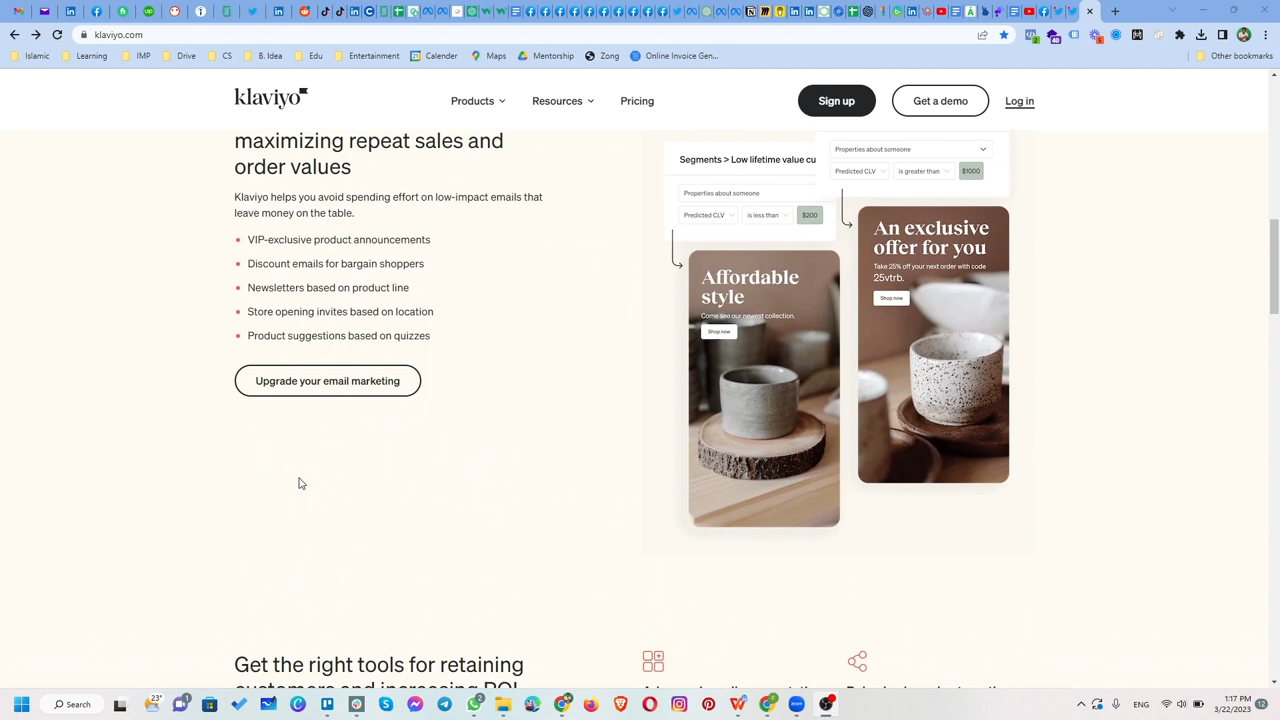 klaviyo.com
Islamic
Learning
IMP
Drive
CS
B. Idea
Edu
Entertainment
Calender
Maps
Mentorship
Zong
Online Invoice Gen...
Other bookmarks
klaviyo
Products
Resources
Pricing
Sign up
Get a demo
Log in
maximizing repeat sales and
order values
Klaviyo helps you avoid spending effort on low-impact emails that
leave money on the table.
VIP-exclusive product announcements
Discount emails for bargain shoppers
Newsletters based on product line
Store opening invites based on location
Product suggestions based on quizzes
Upgrade your email marketing
Segments > Low lifetime value cu
Properties about someone
Predicted CLV
is less than
$200
Affordable
style
Come see our newest collection.
Shop now
Properties about someone
Predicted CLV
is greater than
$1000
An exclusive
offer for you
Take 25% off your next order with code
25vtrb.
Shop now
Get the right tools for retaining
Search
23°
ENG
1:17 PM
3/22/2023